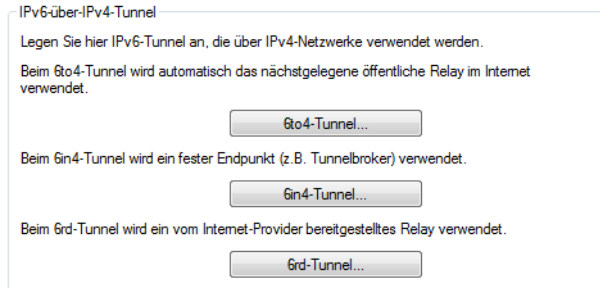 IPv6-über-IPv4-Tunnel
Legen Sie hier IPv6-Tunnel an, die über IPv4-Netzwerke verwendet werden.
Beim 6to4-Tunnel wird automatisch das nächstgelegene öffentliche Relay im Internet
verwendet.
6to4-Tunnel...
Beim 6in4-Tunnel wird ein fester Endpunkt (z.B. Tunnelbroker) verwendet.
6in4-Tunnel...
Beim 6rd-Tunnel wird ein vom Internet-Provider bereitgestelltes Relay verwendet.
6rd-Tunnel...